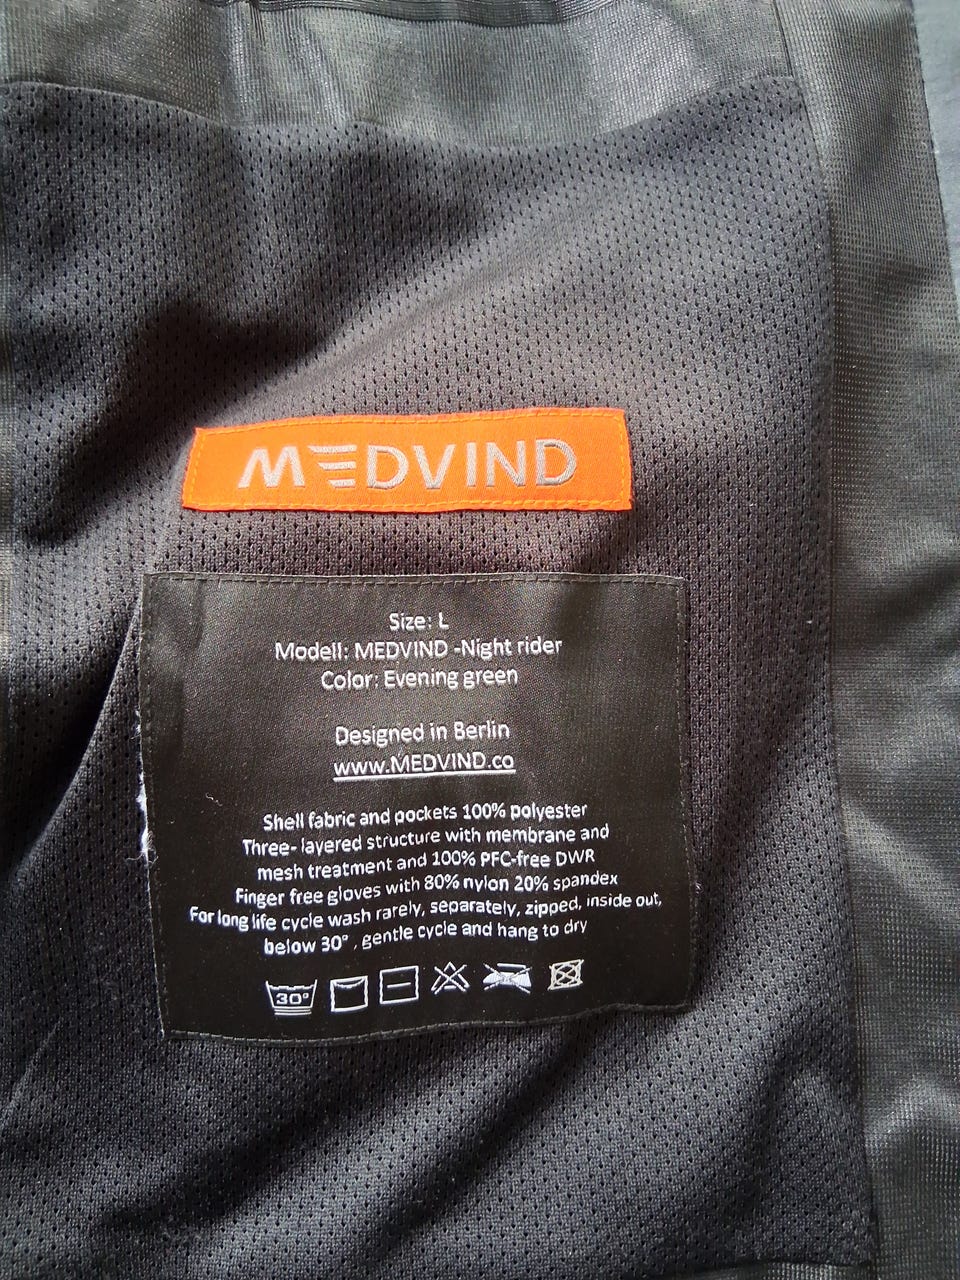 MEDVIND
Size: L
Modell: MEDVIND -Night rider
Color: Evening green
Designed in Berlin
www.MEDVIND.co
Shell fabric and pockets 100% polyester
Three- layered structure with membrane and
mesh treatment and 100% PFC-free DWR
Finger free gloves with 80% nylon 20% spandex
For long life cycle wash rarely, separately, zipped, inside out,
below 30° , gentle cycle and hang to dry
30°